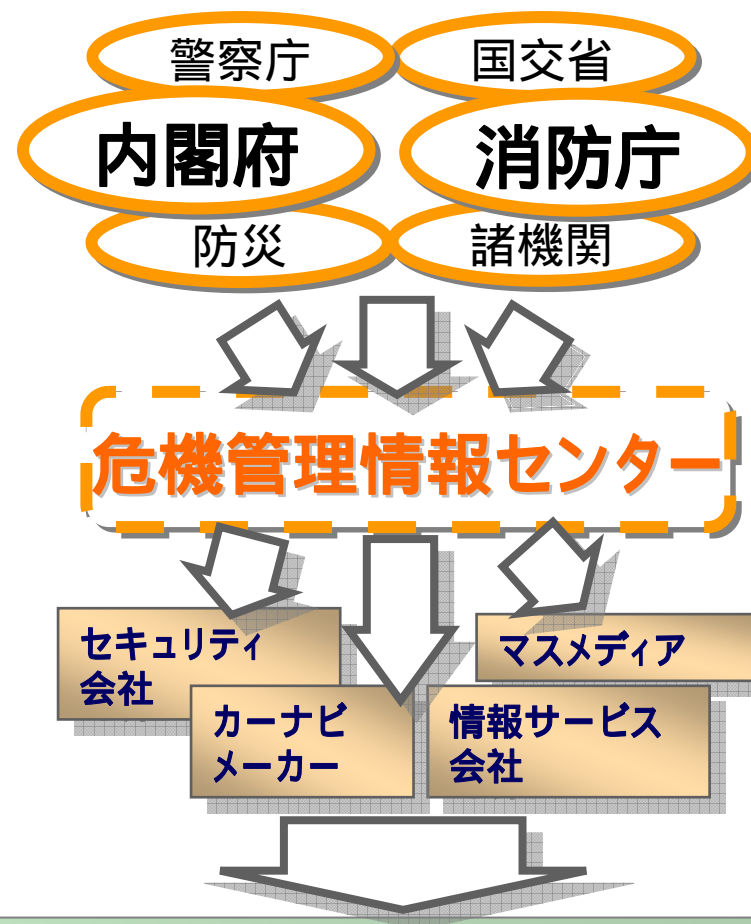 警察庁
国交省
内閣府
消防庁
防災
諸機関
危機管理情報センター
セキュリティ
会社
マスメディア
カーナビ
メーカー
情報サービス
会社